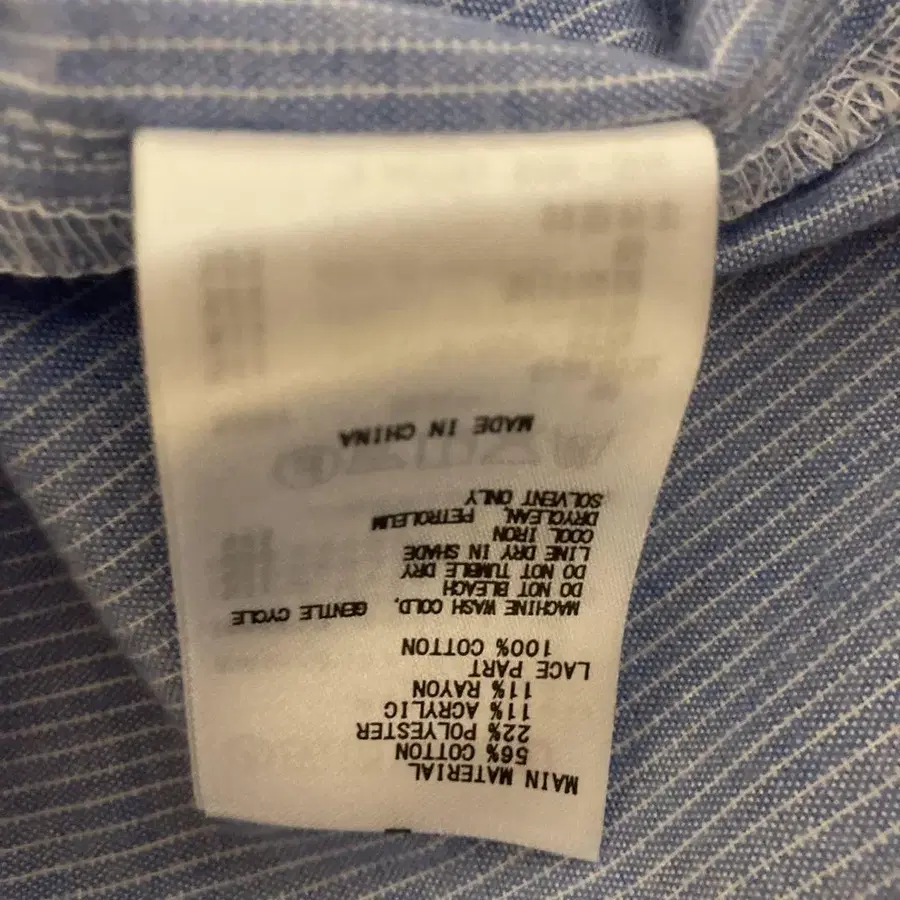 MAIN MATERIAL
56% COTTON
22% POLYESTER
11% ACRYLIC
11% RAYON
LACE PART
100% COTTON
MACHINE WASH COLD, GENTLE CYCLE
DO NOT BLEACH
DO NOT TUMBLE DRY
LINE DRY IN SHADE
COOL IRON
DRYCLEAN, PETROLEUM
SOLVENT ONLY
MADE IN CHINA